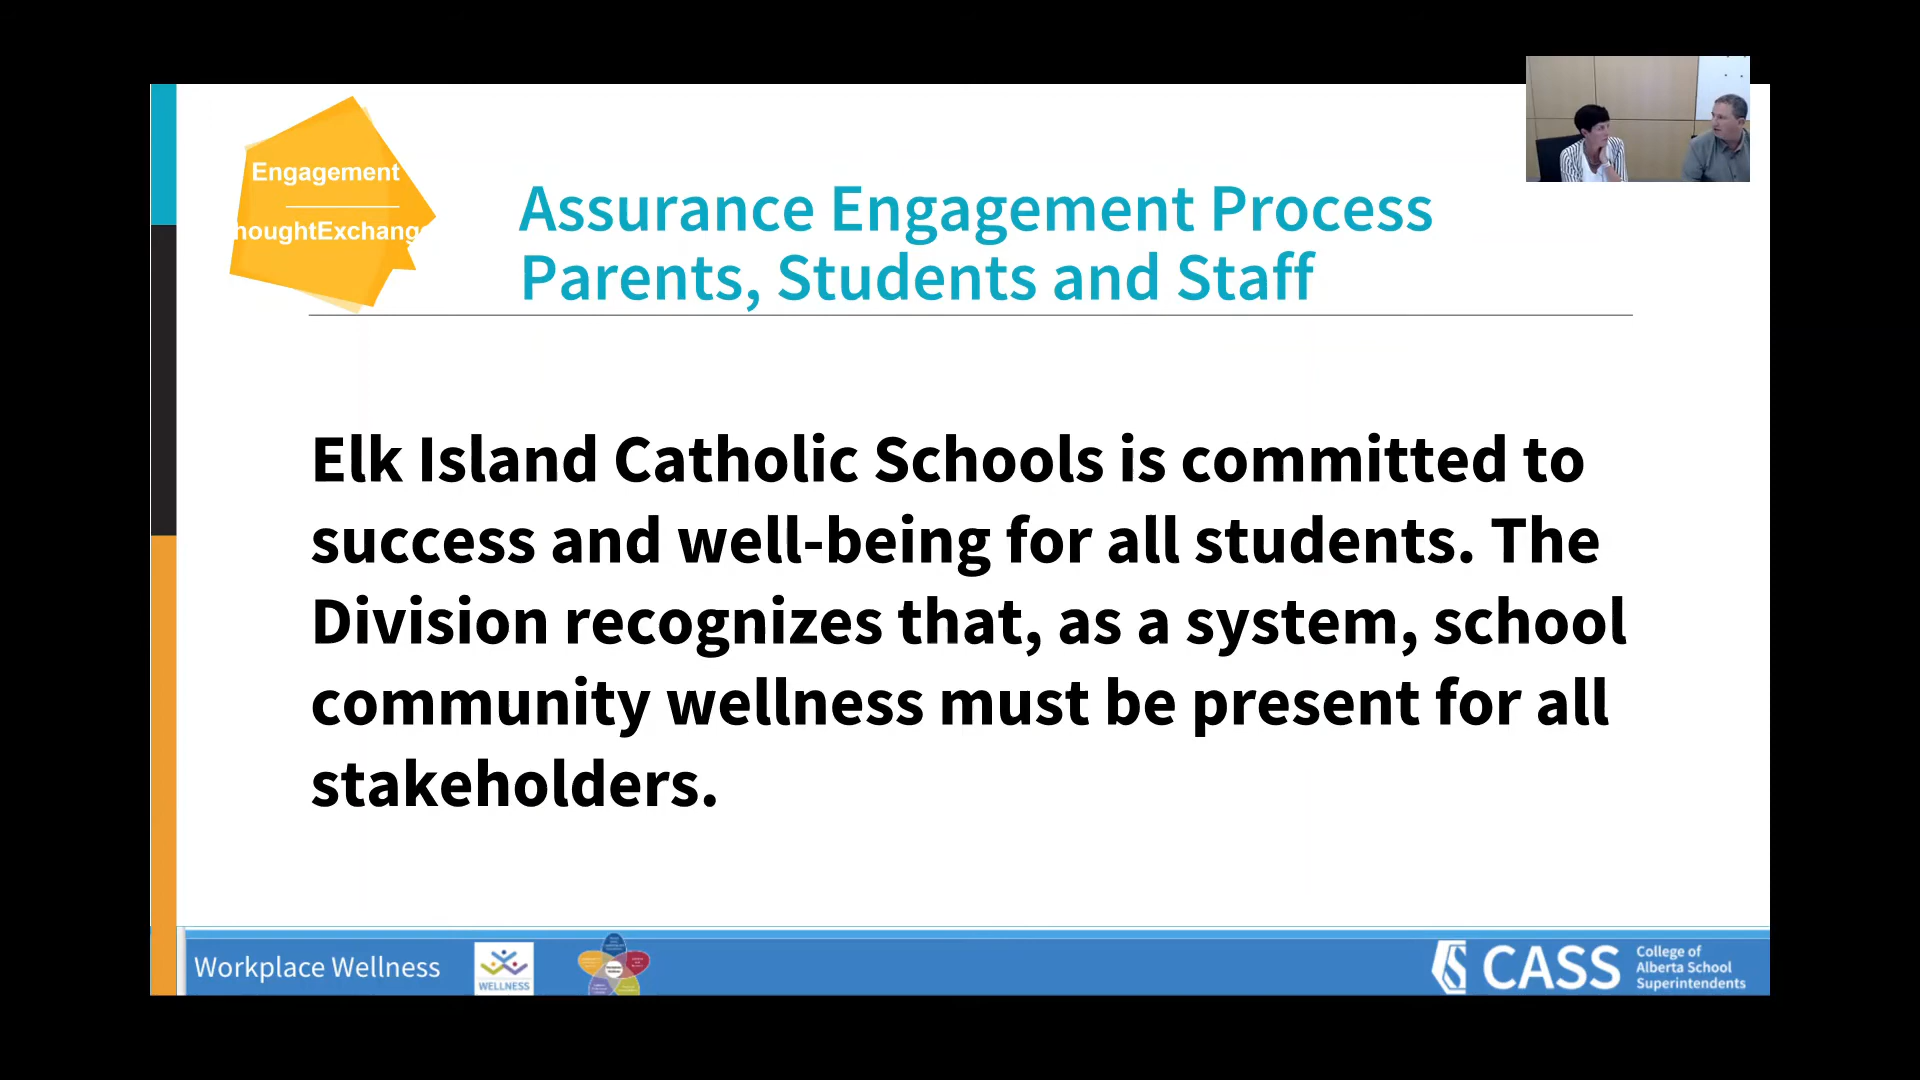 Engagement
houghtExchang
Assurance Engagement Process
Parents, Students and Staff
Elk Island Catholic Schools is committed to
success and well-being for all students. The
Division recognizes that, as a system, school
community wellness must be present for all
stakeholders.
Workplace Wellness
WELLNESS
CASS
College of
Alberta School
Superintendents